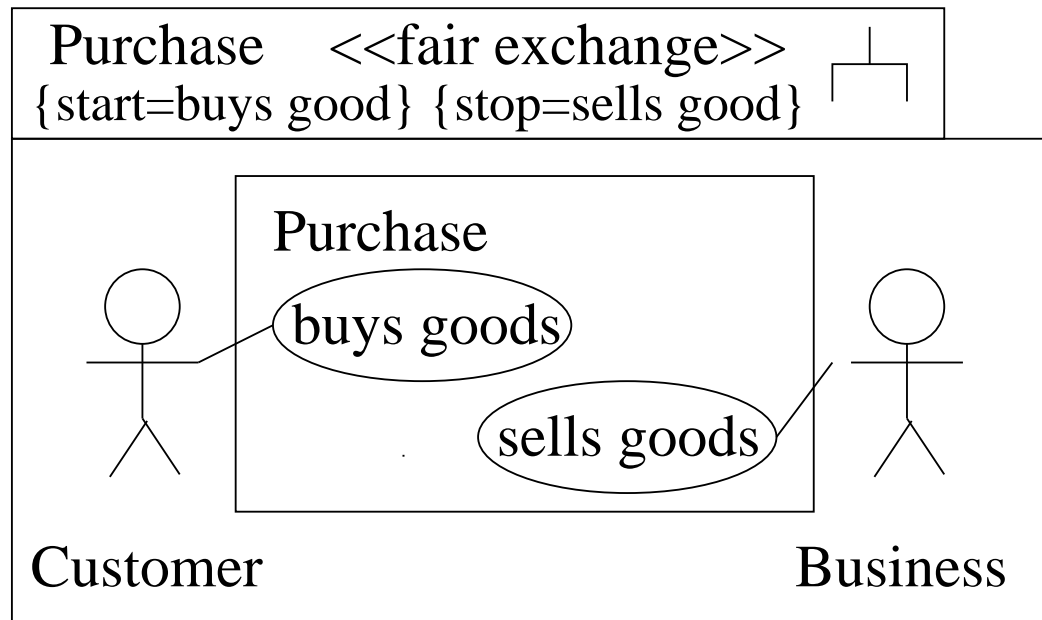 Purchase <<fair exchange>>
{start=buys good} {stop=sells good}
Purchase
buys goods
sells goods
Customer Business